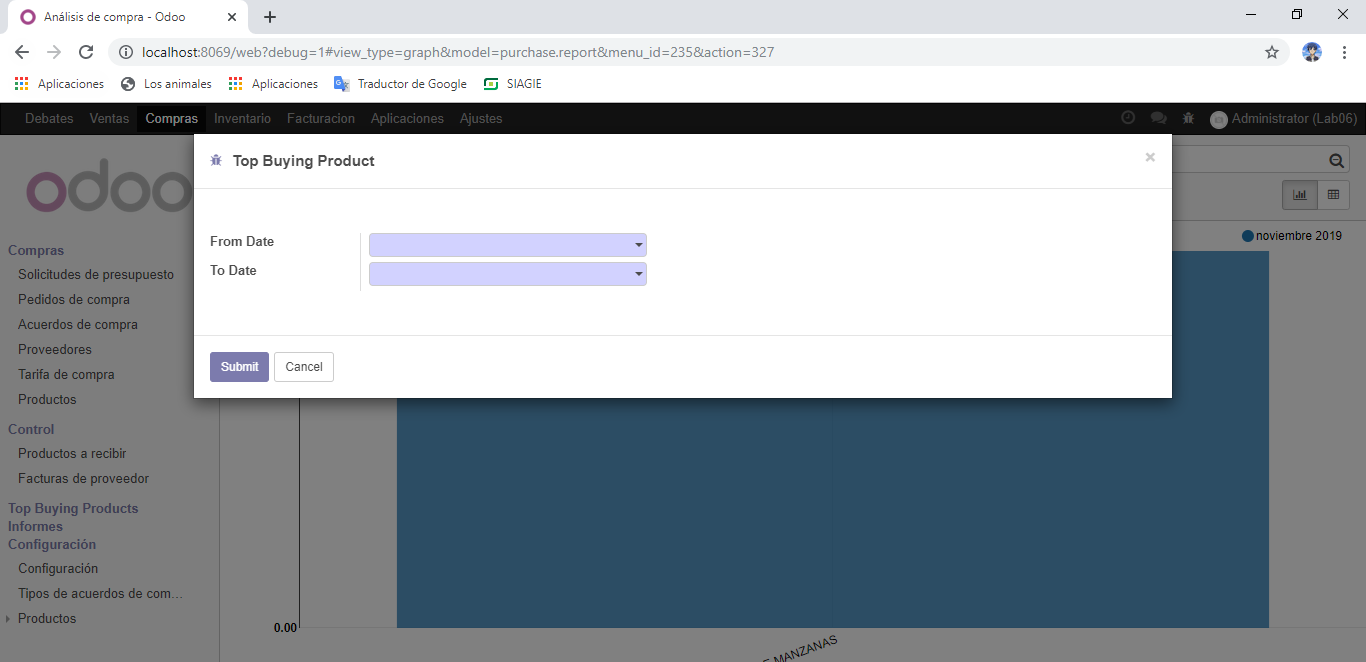 Análisis de compra - Odoo
localhost:8069/web?debug=1#view_type=graph&model=purchase.report&menu_id=235&action=327
Aplicaciones Los animales Aplicaciones Traductor de Google SIAGIE
Debates Ventas Compras Inventario Facturacion Aplicaciones Ajustes Administrator (Lab06)
odoo
Top Buying Product
From Date
To Date
Submit Cancel
Compras
Solicitudes de presupuesto
Pedidos de compra
Acuerdos de compra
Proveedores
Tarifa de compra
Productos
Control
Productos a recibir
Facturas de proveedor
Top Buying Products
Informes
Configuración
Configuración
Tipos de acuerdos de com...
Productos
noviembre 2019
0.00
MANZANAS